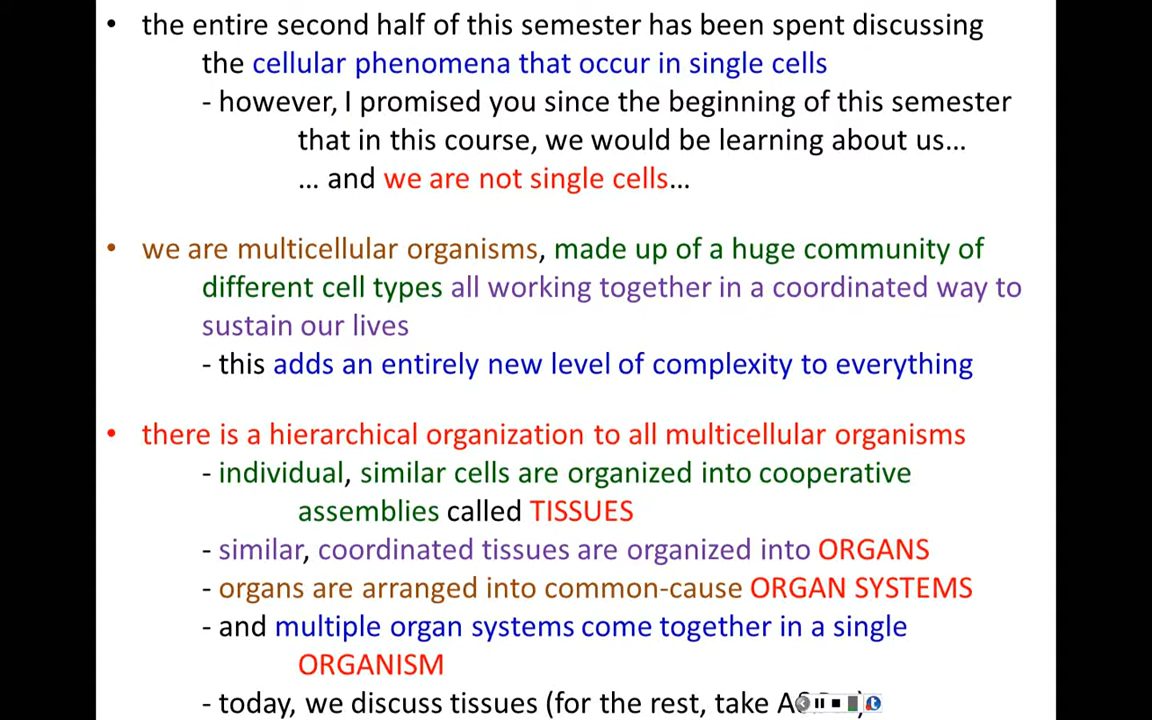 • the entire second half of this semester has been spent discussing
the cellular phenomena that occur in single cells
- however, I promised you since the beginning of this semester
that in this course, we would be learning about us...
... and we are not single cells...
• we are multicellular organisms, made up of a huge community of
different cell types all working together in a coordinated way to
sustain our lives
- this adds an entirely new level of complexity to everything
• there is a hierarchical organization to all multicellular organisms
- individual, similar cells are organized into cooperative
assemblies called TISSUES
- similar, coordinated tissues are organized into ORGANS
- organs are arranged into common-cause ORGAN SYSTEMS
- and multiple organ systems come together in a single
ORGANISM
- today, we discuss tissues (for the rest, take